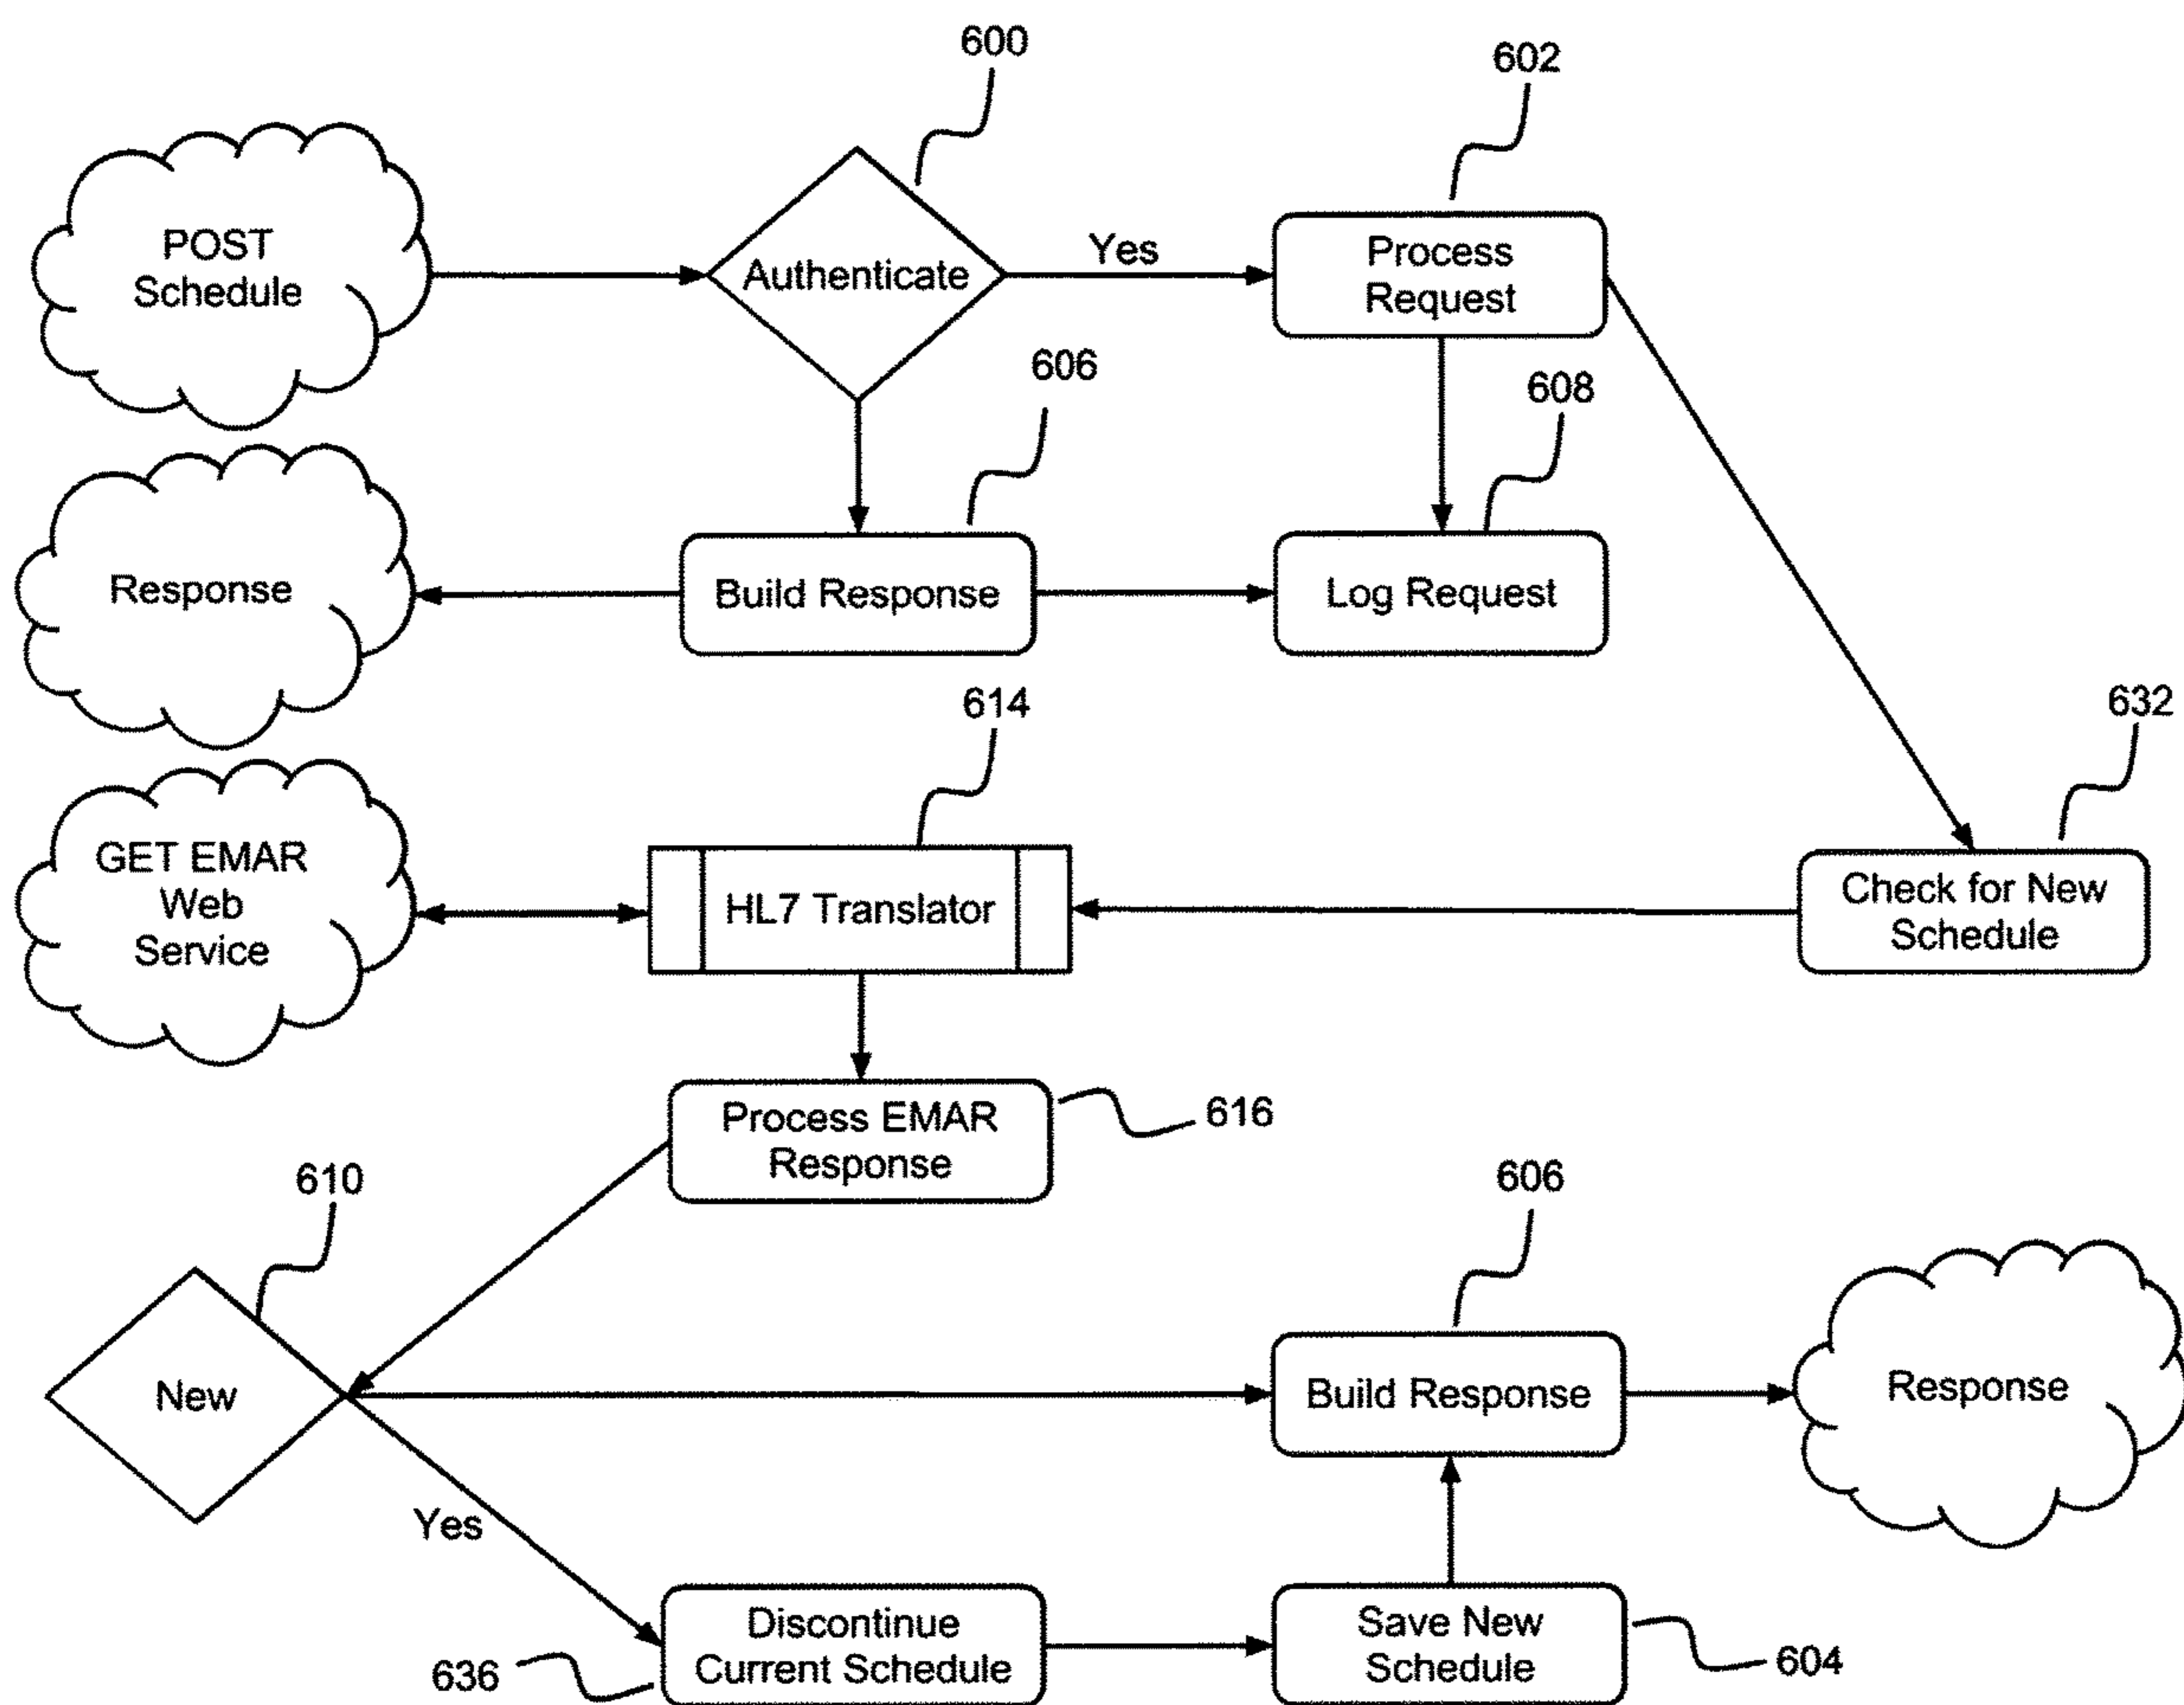 600
602
POST
Schedule
Authenticate
Yes
Process
Request
606
608
Response
Build Response
Log Request
614
632
GET EMAR
Web
Service
HL7 Translator
Check for New
Schedule
Process EMAR
Response
616
610
606
New
Build Response
Response
Yes
Discontinue
Current Schedule
636
Save New
Schedule
604